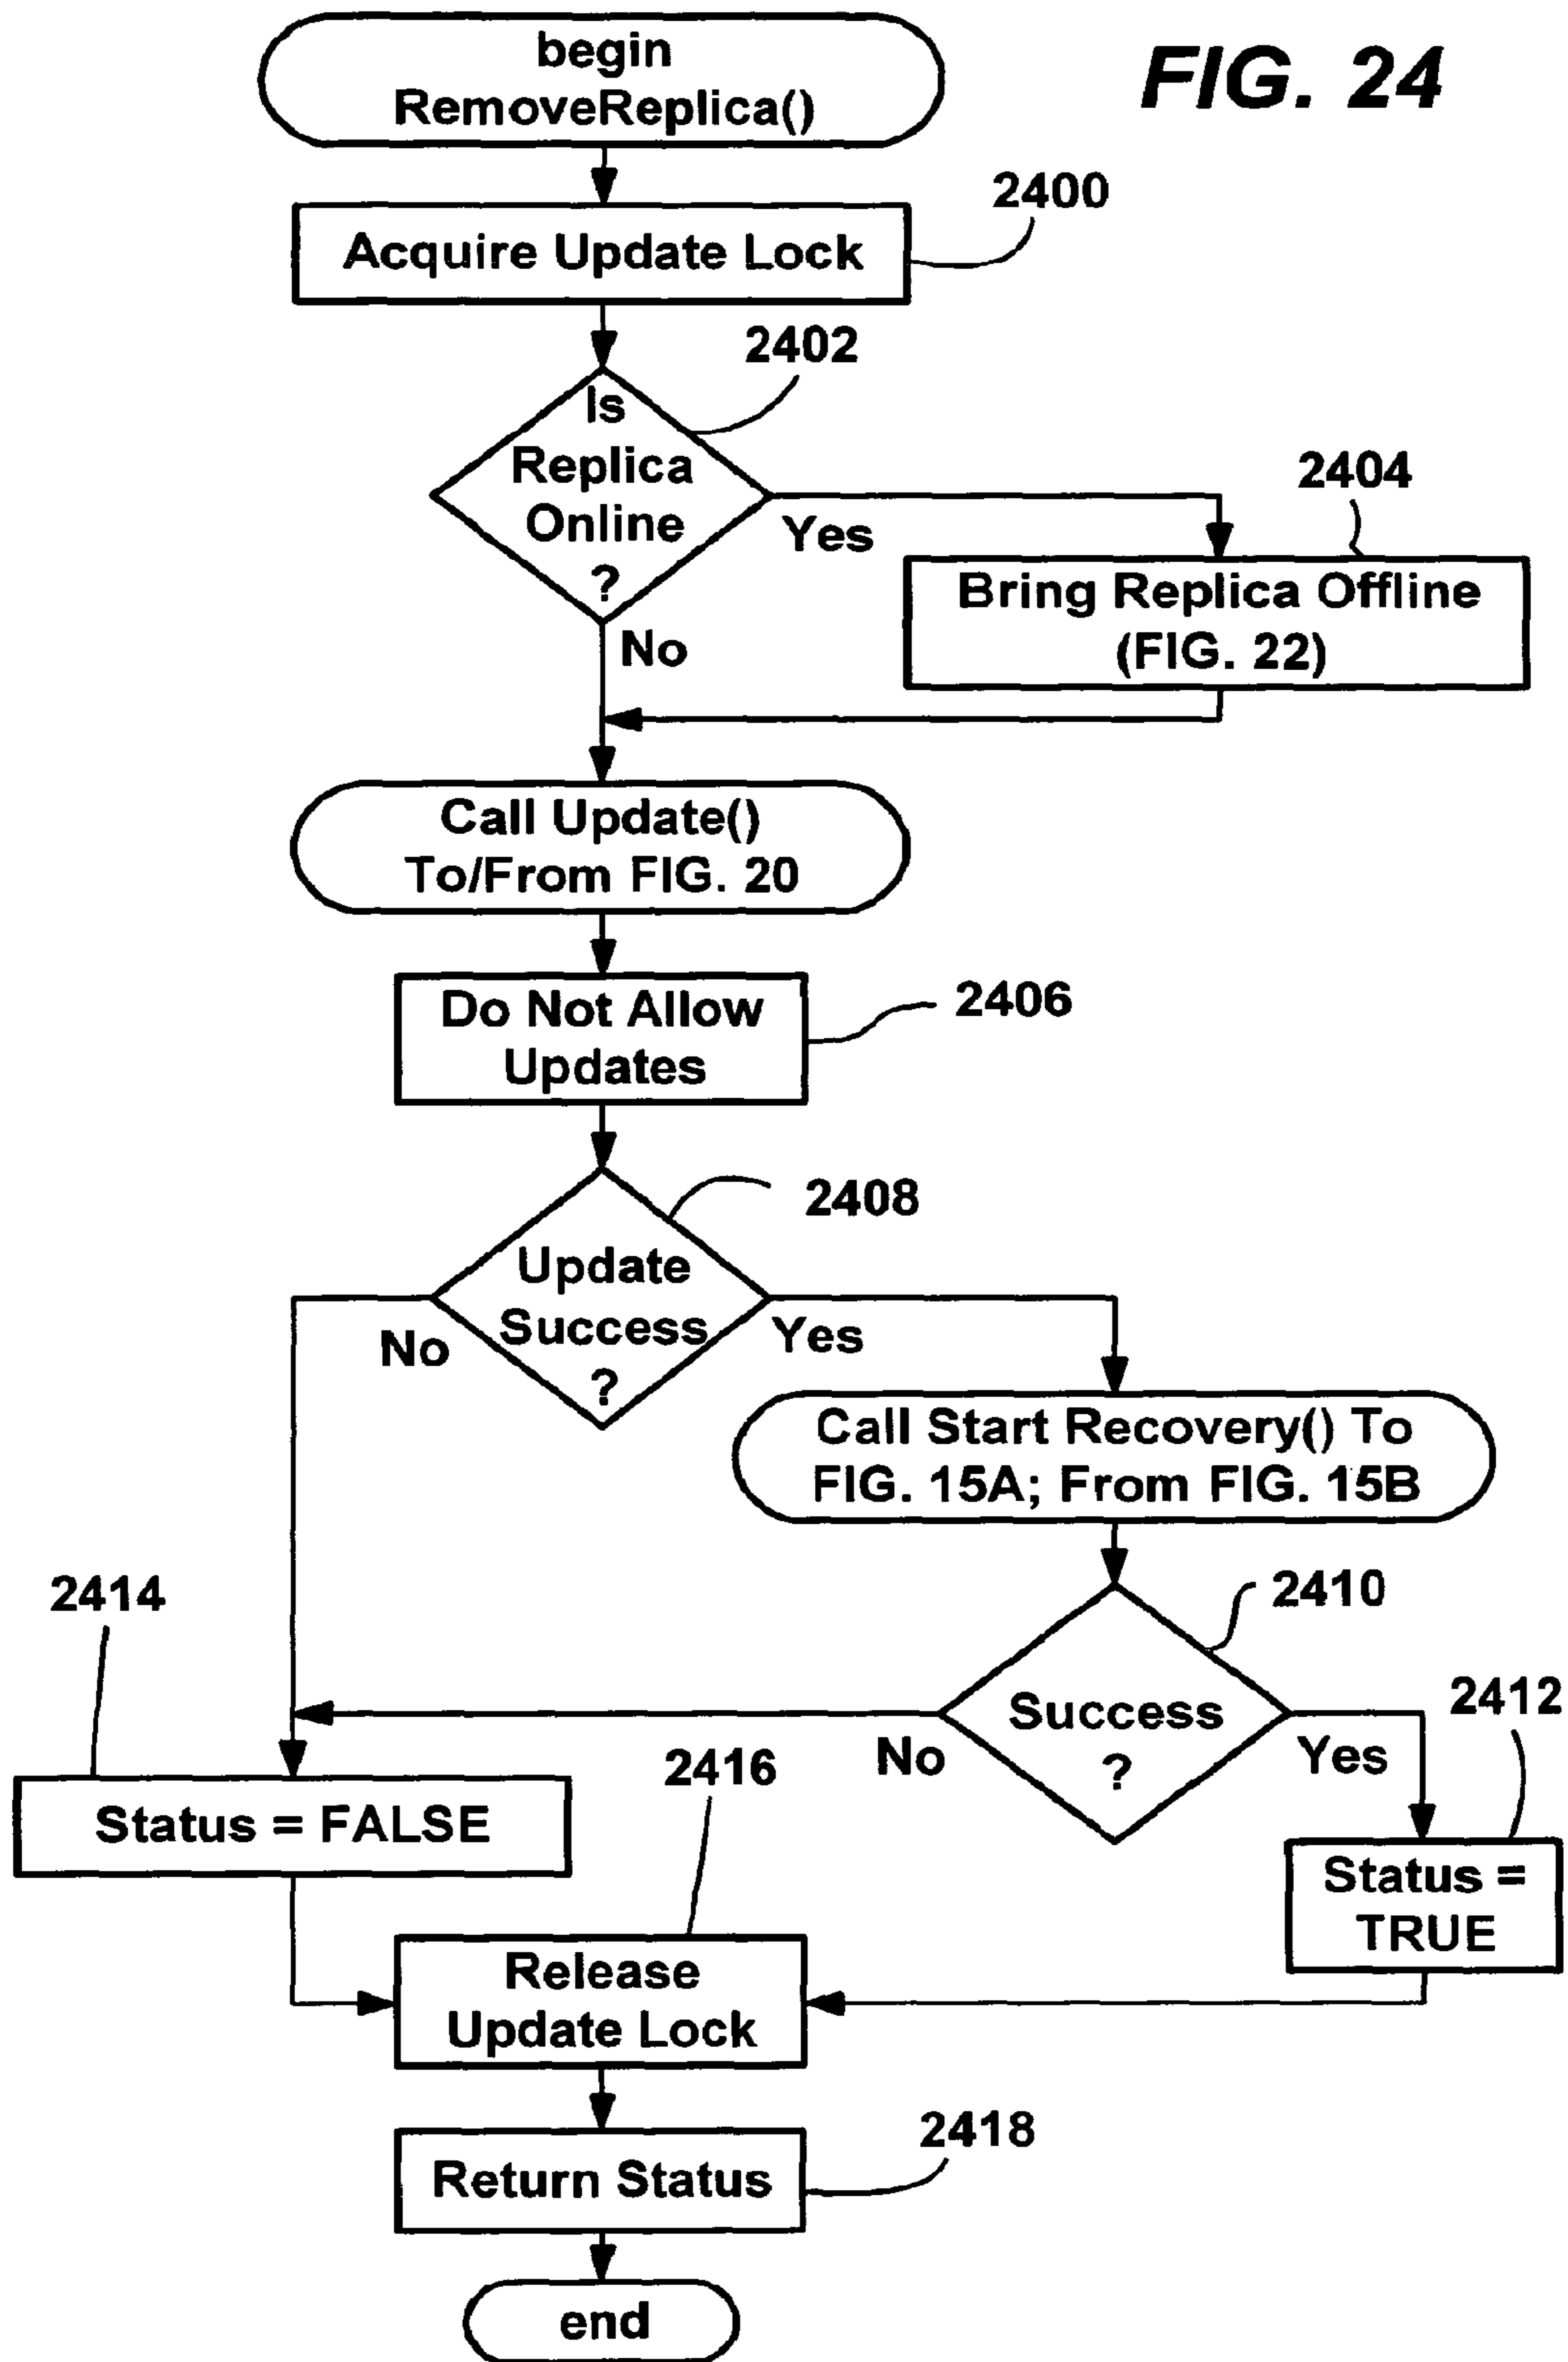 begin
RemoveReplica()
FIG. 24
2400
Acquire Update Lock
2402
Is
Replica
Online
?
Yes
No
2404
Bring Replica Offline
(FIG. 22)
Call Update()
To/From FIG. 20
Do Not Allow
Updates
2406
2408
Update
Success
?
No
Yes
Call Start Recovery() To
FIG. 15A; From FIG. 15B
2410
Success
?
No
Yes
2412
Status =
TRUE
2414
Status = FALSE
2416
Release
Update Lock
2418
Return Status
end